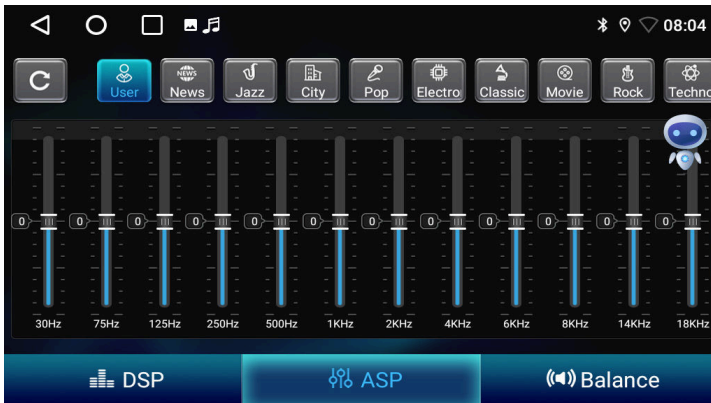 08:04
User
NEWS
News
Jazz
City
Pop
Electro
Classic
Movie
Rock
Techno
0 0 0 0 0 0 0 0 0 0 0 0
30Hz 75Hz 125Hz 250Hz 500Hz 1KHz 2KHz 4KHz 6KHz 8KHz 14KHz 18KHz
DSP ASP Balance